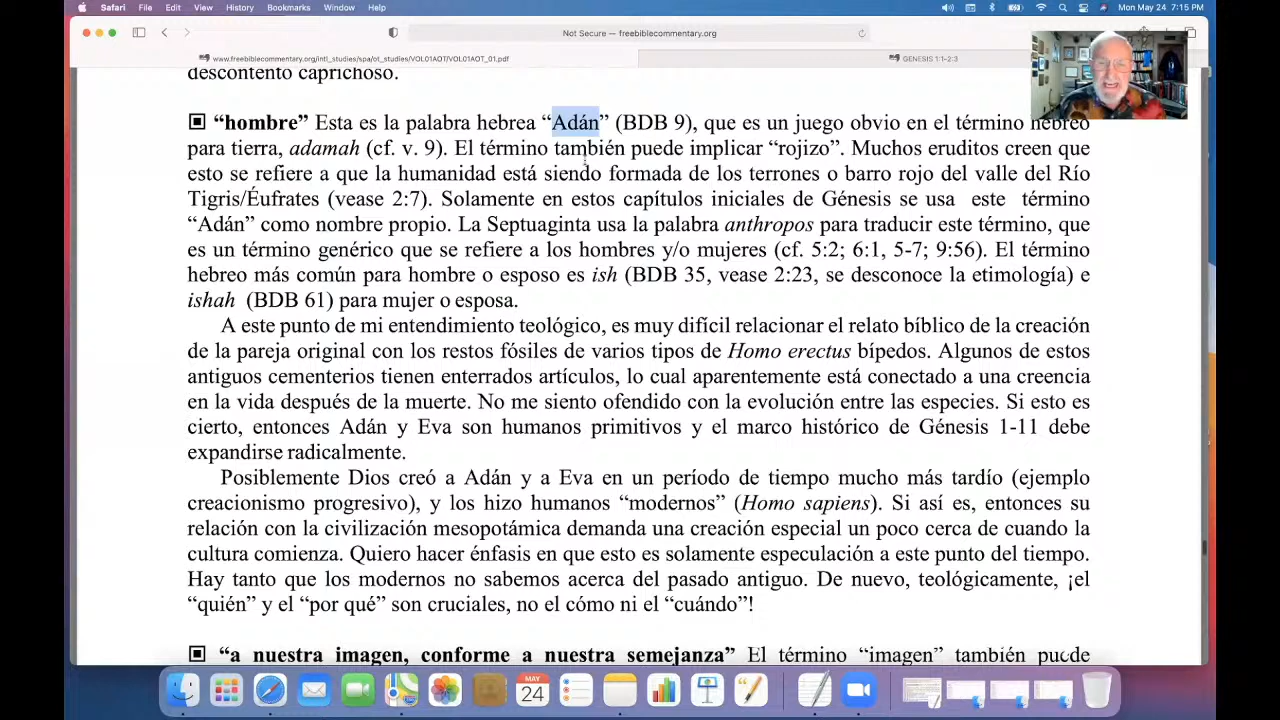 Safari File Edit View History Bookmarks Window Help Mon May 24 7:15 PM
Not Secure — freebiblecommentary.org
www.freebiblecommentary.org/intl_studies/spa/ot_studies/VOL01AOT/VOL01AOT_01.pdf GENESIS 1:1-2:3
descontento caprichoso.
“hombre” Esta es la palabra hebrea “Adán” (BDB 9), que es un juego obvio en el término hebreo
para tierra, adamah (cf. v. 9). El término también puede implicar “rojizo”. Muchos eruditos creen que
esto se refiere a que la humanidad está siendo formada de los terrones o barro rojo del valle del Río
Tigris/Éufrates (vease 2:7). Solamente en estos capítulos iniciales de Génesis se usa este término
“Adán” como nombre propio. La Septuaginta usa la palabra anthropos para traducir este término, que
es un término genérico que se refiere a los hombres y/o mujeres (cf. 5:2; 6:1, 5-7; 9:56). El término
hebreo más común para hombre o esposo es ish (BDB 35, vease 2:23, se desconoce la etimología) e
ishah (BDB 61) para mujer o esposa.
A este punto de mi entendimiento teológico, es muy difícil relacionar el relato bíblico de la creación
de la pareja original con los restos fósiles de varios tipos de Homo erectus bípedos. Algunos de estos
antiguos cementerios tienen enterrados artículos, lo cual aparentemente está conectado a una creencia
en la vida después de la muerte. No me siento ofendido con la evolución entre las especies. Si esto es
cierto, entonces Adán y Eva son humanos primitivos y el marco histórico de Génesis 1-11 debe
expandirse radicalmente.
Posiblemente Dios creó a Adán y a Eva en un período de tiempo mucho más tardío (ejemplo
creacionismo progresivo), y los hizo humanos “modernos” (Homo sapiens). Si así es, entonces su
relación con la civilización mesopotámica demanda una creación especial un poco cerca de cuando la
cultura comienza. Quiero hacer énfasis en que esto es solamente especulación a este punto del tiempo.
Hay tanto que los modernos no sabemos acerca del pasado antiguo. De nuevo, teológicamente, ¡el
“quién” y el “por qué” son cruciales, no el cómo ni el “cuándo”!
“a nuestra imagen, conforme a nuestra semejanza” El término “imagen” también puede
MAY
24